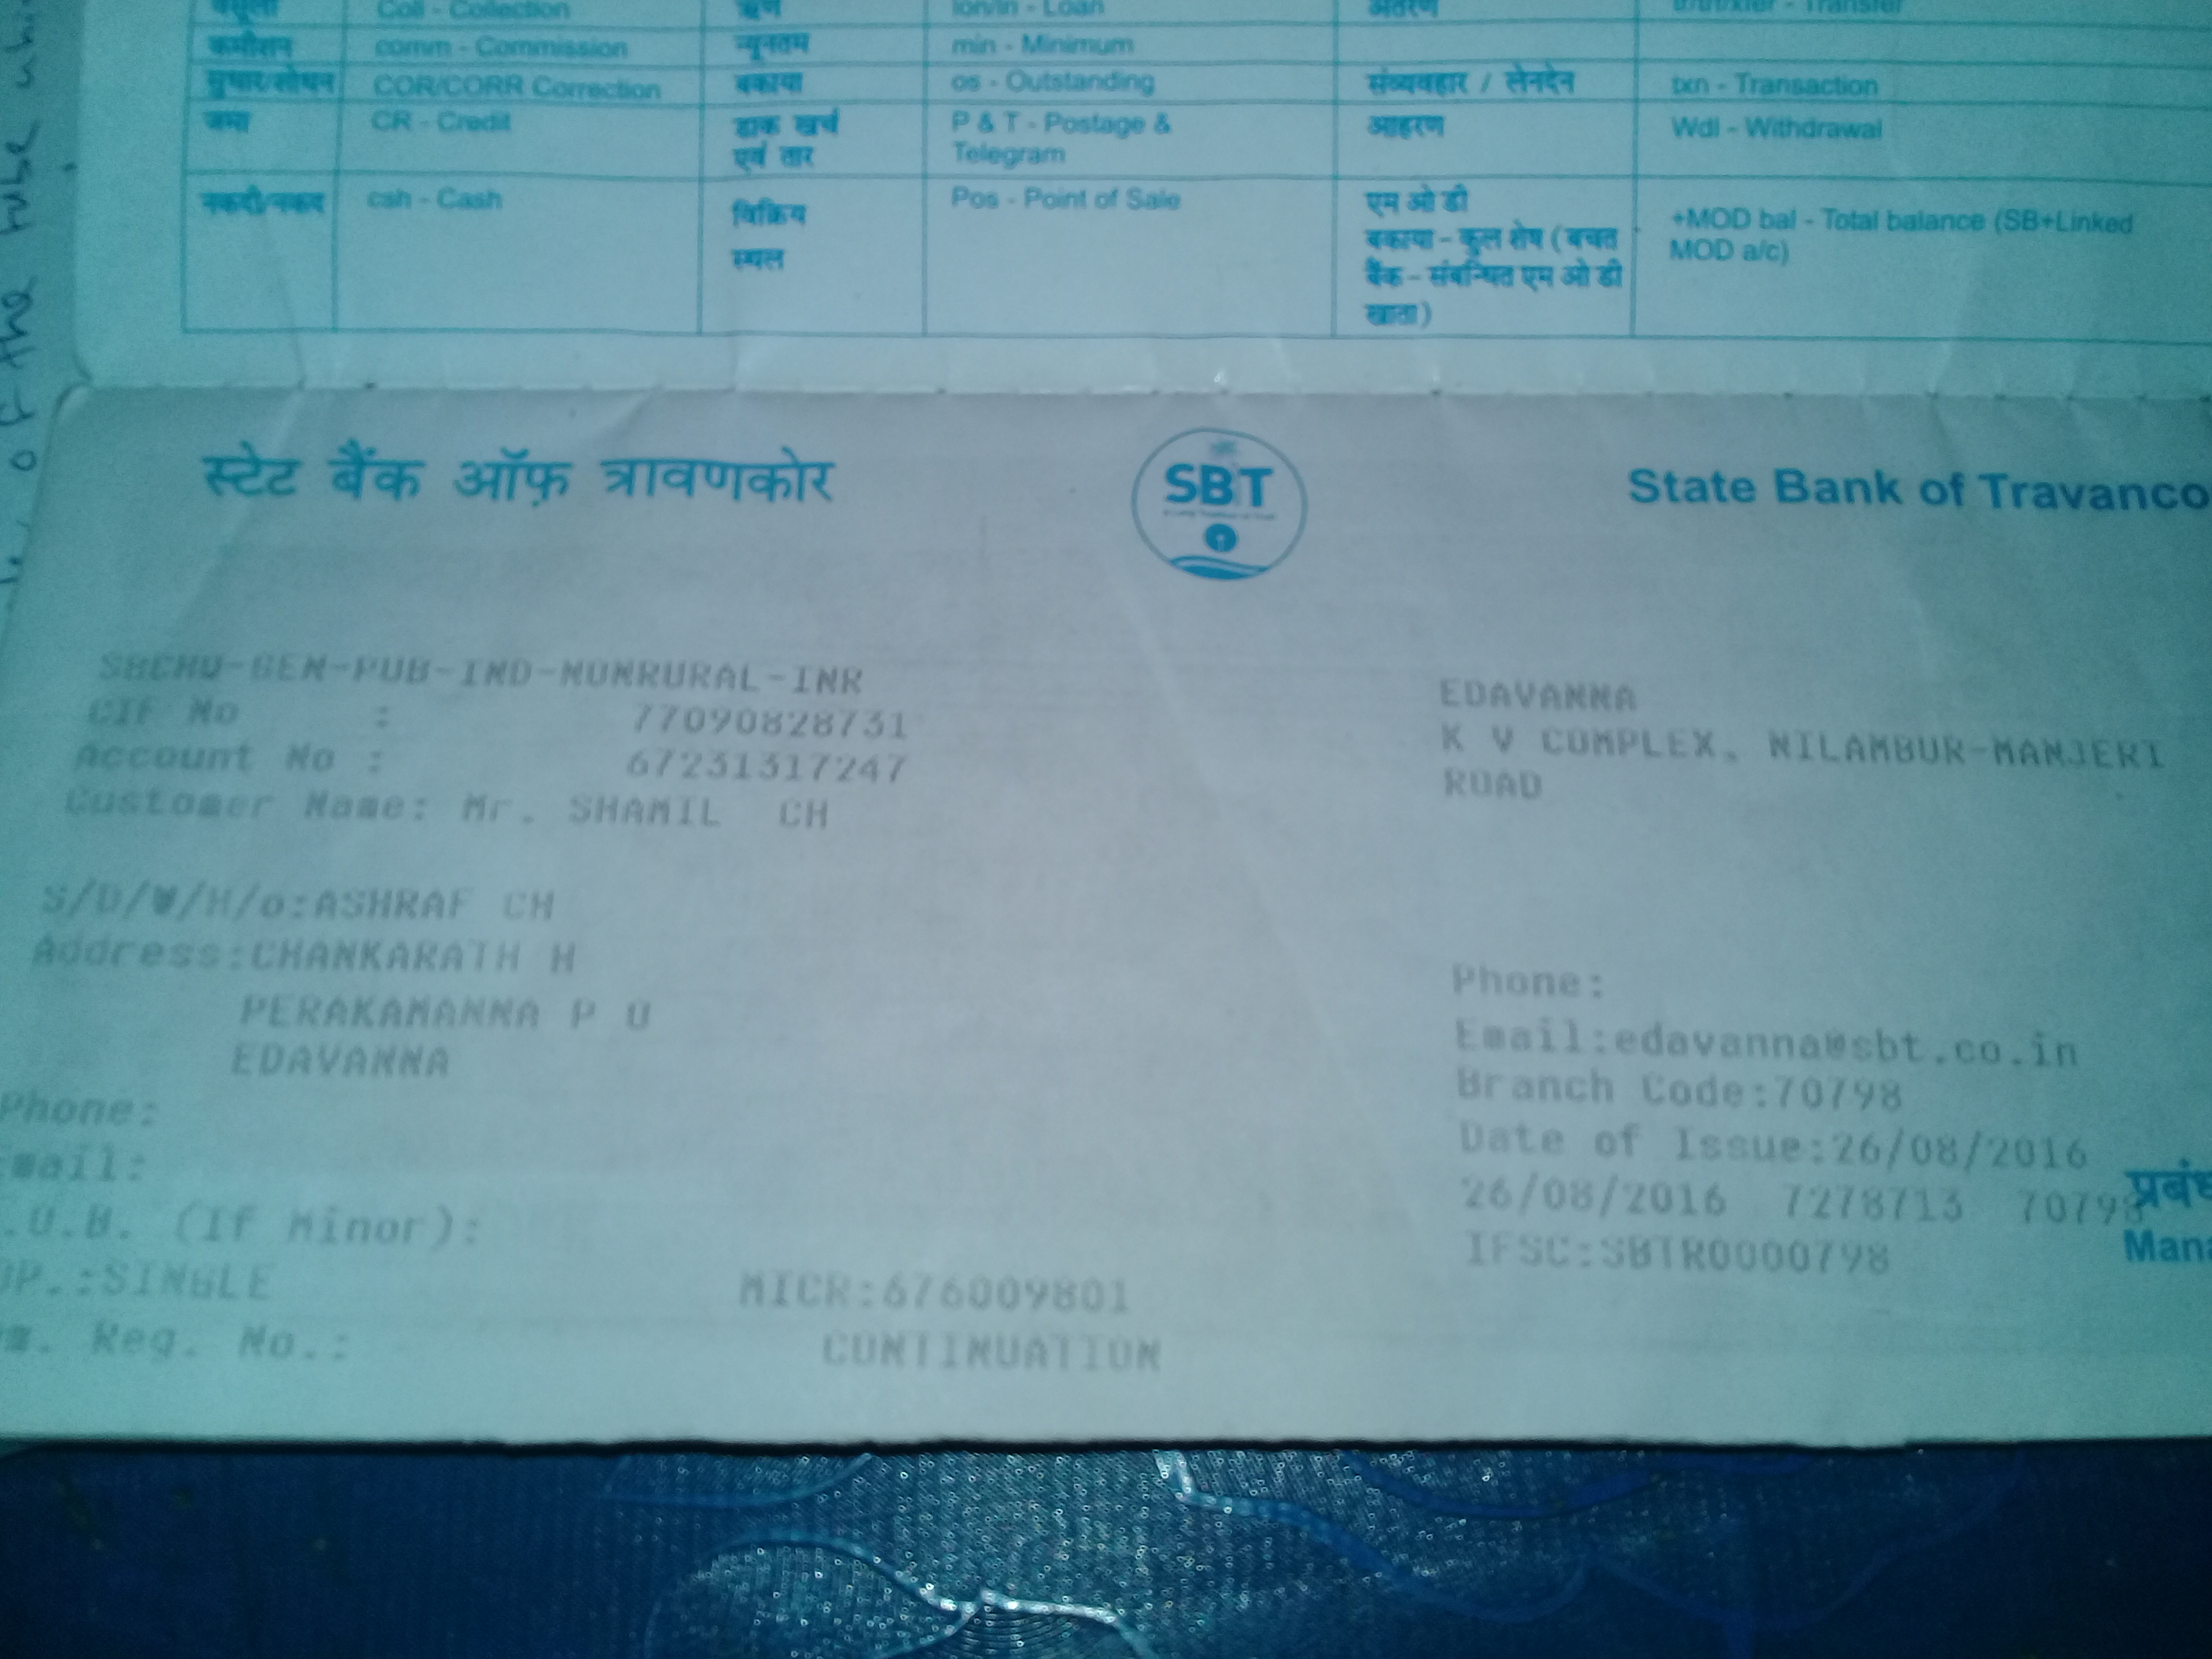 वसूली Coll - Collection ऋण lon/ln - Loan अंतरण Transfer
कमीशन comm - Commission न्यूनतम min - Minimum
सुधार/शोधन COR/CORR Correction बकाया os - Outstanding संव्यवहार / लेनदेन txn - Transaction
जमा CR - Credit डाक खर्च एवं तार P & T - Postage & Telegram आहरण Wdl - Withdrawal
नकदी/नकद csh - Cash विक्रिय स्थल Pos - Point of Sale एम ओ डी बकाया - कुल शेष (बचत बैंक - संबन्धित एम ओ डी खाता) +MOD bal - Total balance (SB+Linked MOD a/c)
of the tube
स्टेट बैंक ऑफ़ त्रावणकोर
SBT
State Bank of Travanco
SBCHQ-GEN-PUB-IND-NONRURAL-INR
CIF No : 77090828731
Account No : 67231317247
Customer Name: Mr. SHAMIL CH
S/D/W/H/o:ASHRAF CH
Address:CHANKARATH H
PERAKAMANNA P O
EDAVANNA
Phone:
Email:
.O.B. (If Minor):
OP.:SINGLE
m. Reg. No.:
MICR:676009801
CONTINUATION
EDAVANNA
K V COMPLEX, NILAMBUR-MANJERI
ROAD
Phone:
Email:edavanna@sbt.co.in
Branch Code:70798
Date of Issue:26/08/2016
26/08/2016 7278713 70798
IFSC:SBTR0000798
प्रबंध
Mana